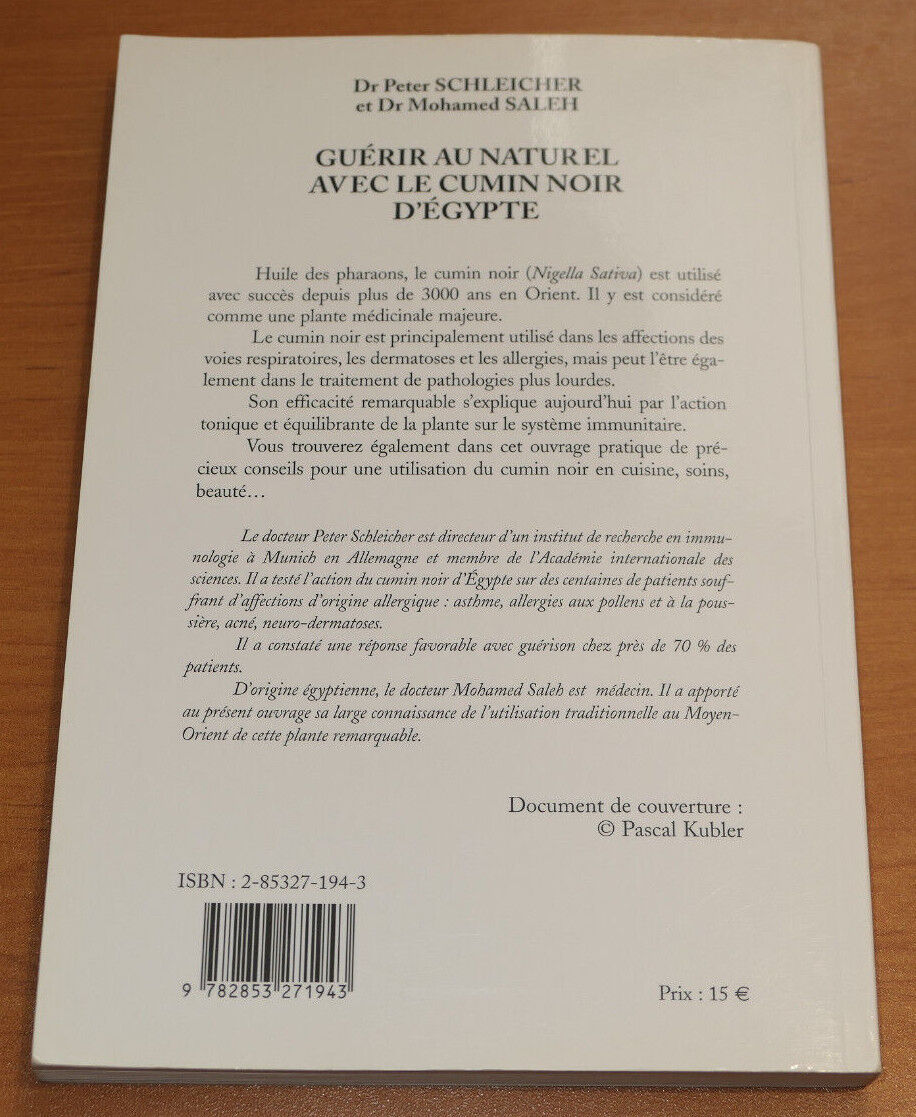 Dr Peter SCHLEICHER
et Dr Mohamed SALEH
GUÉRIR AU NATUREL
AVEC LE CUMIN NOIR
D'ÉGYPTE
Huile des pharaons, le cumin noir (Nigella Sativa) est utilisé
avec succès depuis plus de 3000 ans en Orient. Il y est considéré
comme une plante médicinale majeure.
Le cumin noir est principalement utilisé dans les affections des
voies respiratoires, les dermatoses et les allergies, mais peut l'être éga-
lement dans le traitement de pathologies plus lourdes.
Son efficacité remarquable s'explique aujourd'hui par l'action
tonique et équilibrante de la plante sur le système immunitaire.
Vous trouverez également dans cet ouvrage pratique de pré-
cieux conseils pour une utilisation du cumin noir en cuisine, soins,
beauté…
Le docteur Peter Schleicher est directeur d'un institut de recherche en immu-
nologie à Munich en Allemagne et membre de l'Académie internationale des
sciences. Il a testé l'action du cumin noir d'Égypte sur des centaines de patients souf-
frant d'affections d'origine allergique : asthme, allergies aux pollens et à la pous-
sière, acné, neuro-dermatoses.
Il a constaté une réponse favorable avec guérison chez près de 70 % des
patients.
D'origine égyptienne, le docteur Mohamed Saleh est médecin. Il a apporté
au présent ouvrage sa large connaissance de l'utilisation traditionnelle au Moyen-
Orient de cette plante remarquable.
Document de couverture :
© Pascal Kubler
ISBN : 2-85327-194-3
9 782853 271943
Prix : 15 €